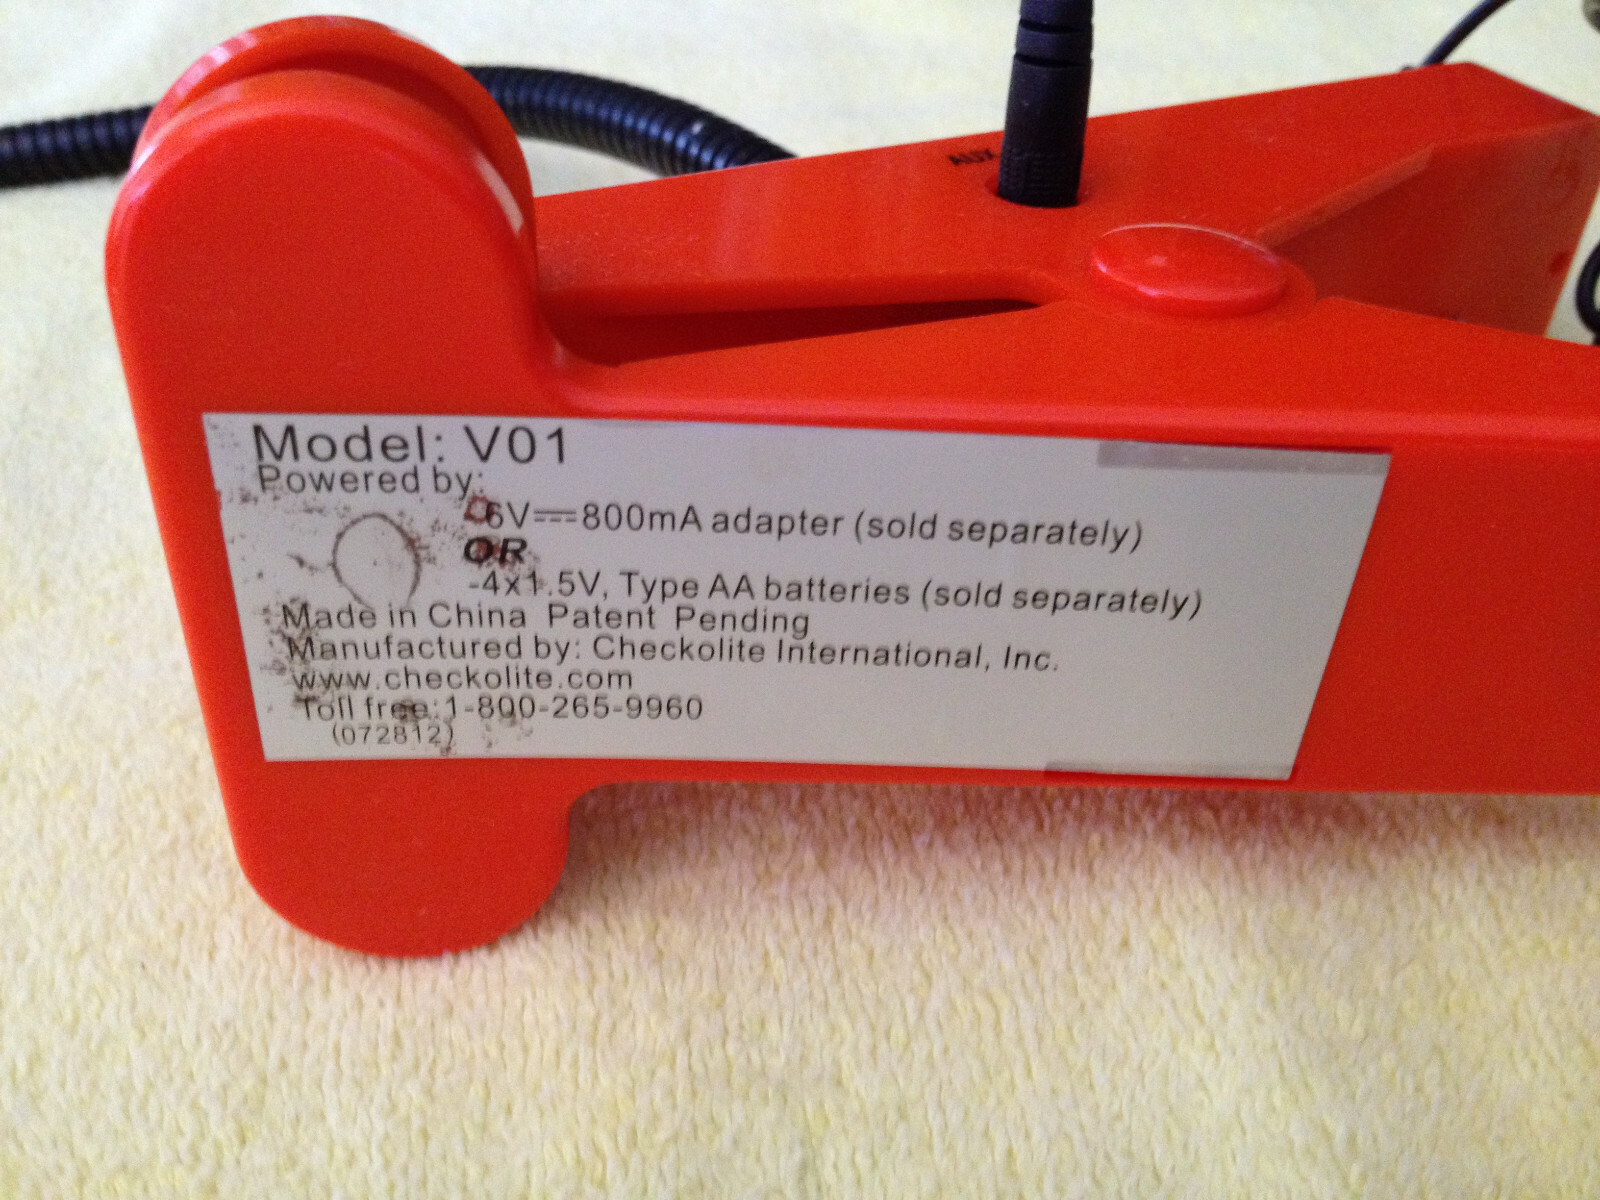 AUX
Model: V01
Powered by:
-6V⎓800mA adapter (sold separately)
OR
-4x1.5V, Type AA batteries (sold separately)
Made in China Patent Pending
Manufactured by: Checkolite International, Inc.
www.checkolite.com
Toll free:1-800-265-9960
(072812)